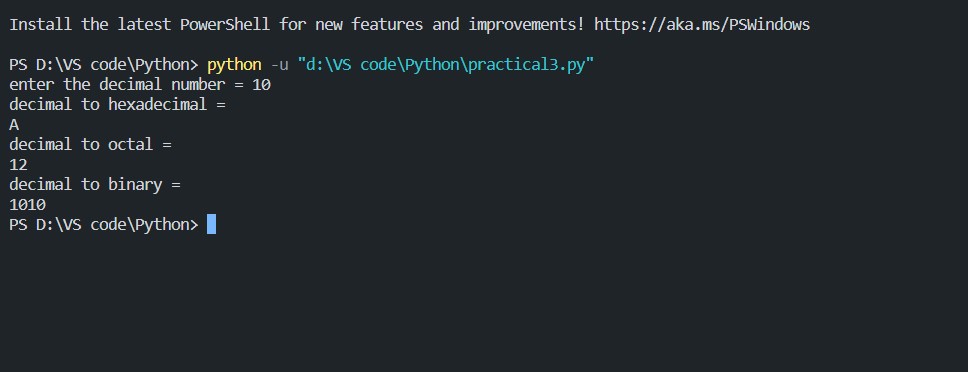 Install the latest PowerShell for new features and improvements! https://aka.ms/PSWindows
PS D:\VS code\Python> python -u "d:\VS code\Python\practical3.py"
enter the decimal number = 10
decimal to hexadecimal =
A
decimal to octal =
12
decimal to binary =
1010
PS D:\VS code\Python>